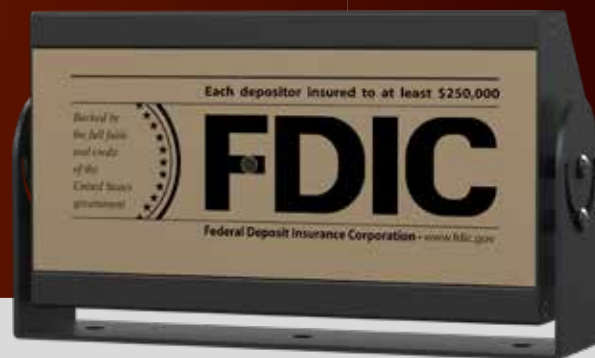 Each depositor insured to at least $250,000
Backed by
the full faith
and credit
of the
United States
government
FDIC
Federal Deposit Insurance Corporation • www.fdic.gov